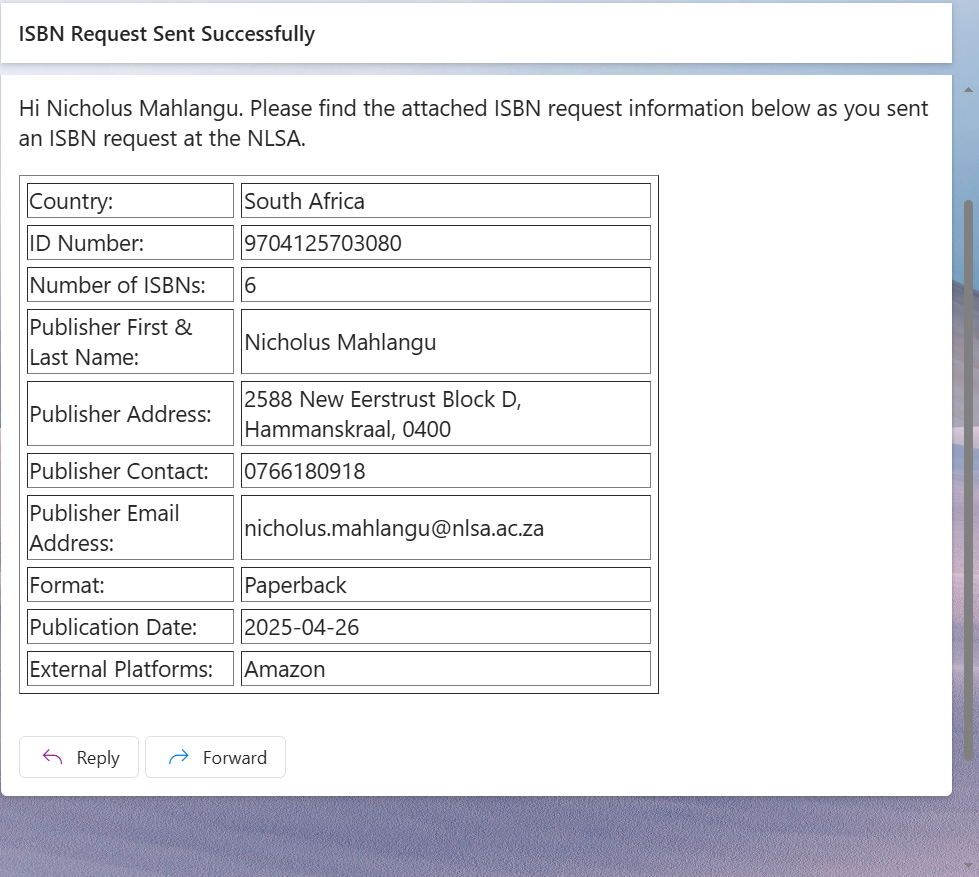 ISBN Request Sent Successfully
Hi Nicholus Mahlangu. Please find the attached ISBN request information below as you sent
an ISBN request at the NLSA.
Country: South Africa
ID Number: 9704125703080
Number of ISBNs: 6
Publisher First &
Last Name:
Nicholus Mahlangu
Publisher Address:
2588 New Eerstrust Block D,
Hammanskraal, 0400
Publisher Contact: 0766180918
Publisher Email
Address:
nicholus.mahlangu@nlsa.ac.za
Format: Paperback
Publication Date: 2025-04-26
External Platforms: Amazon
Reply Forward